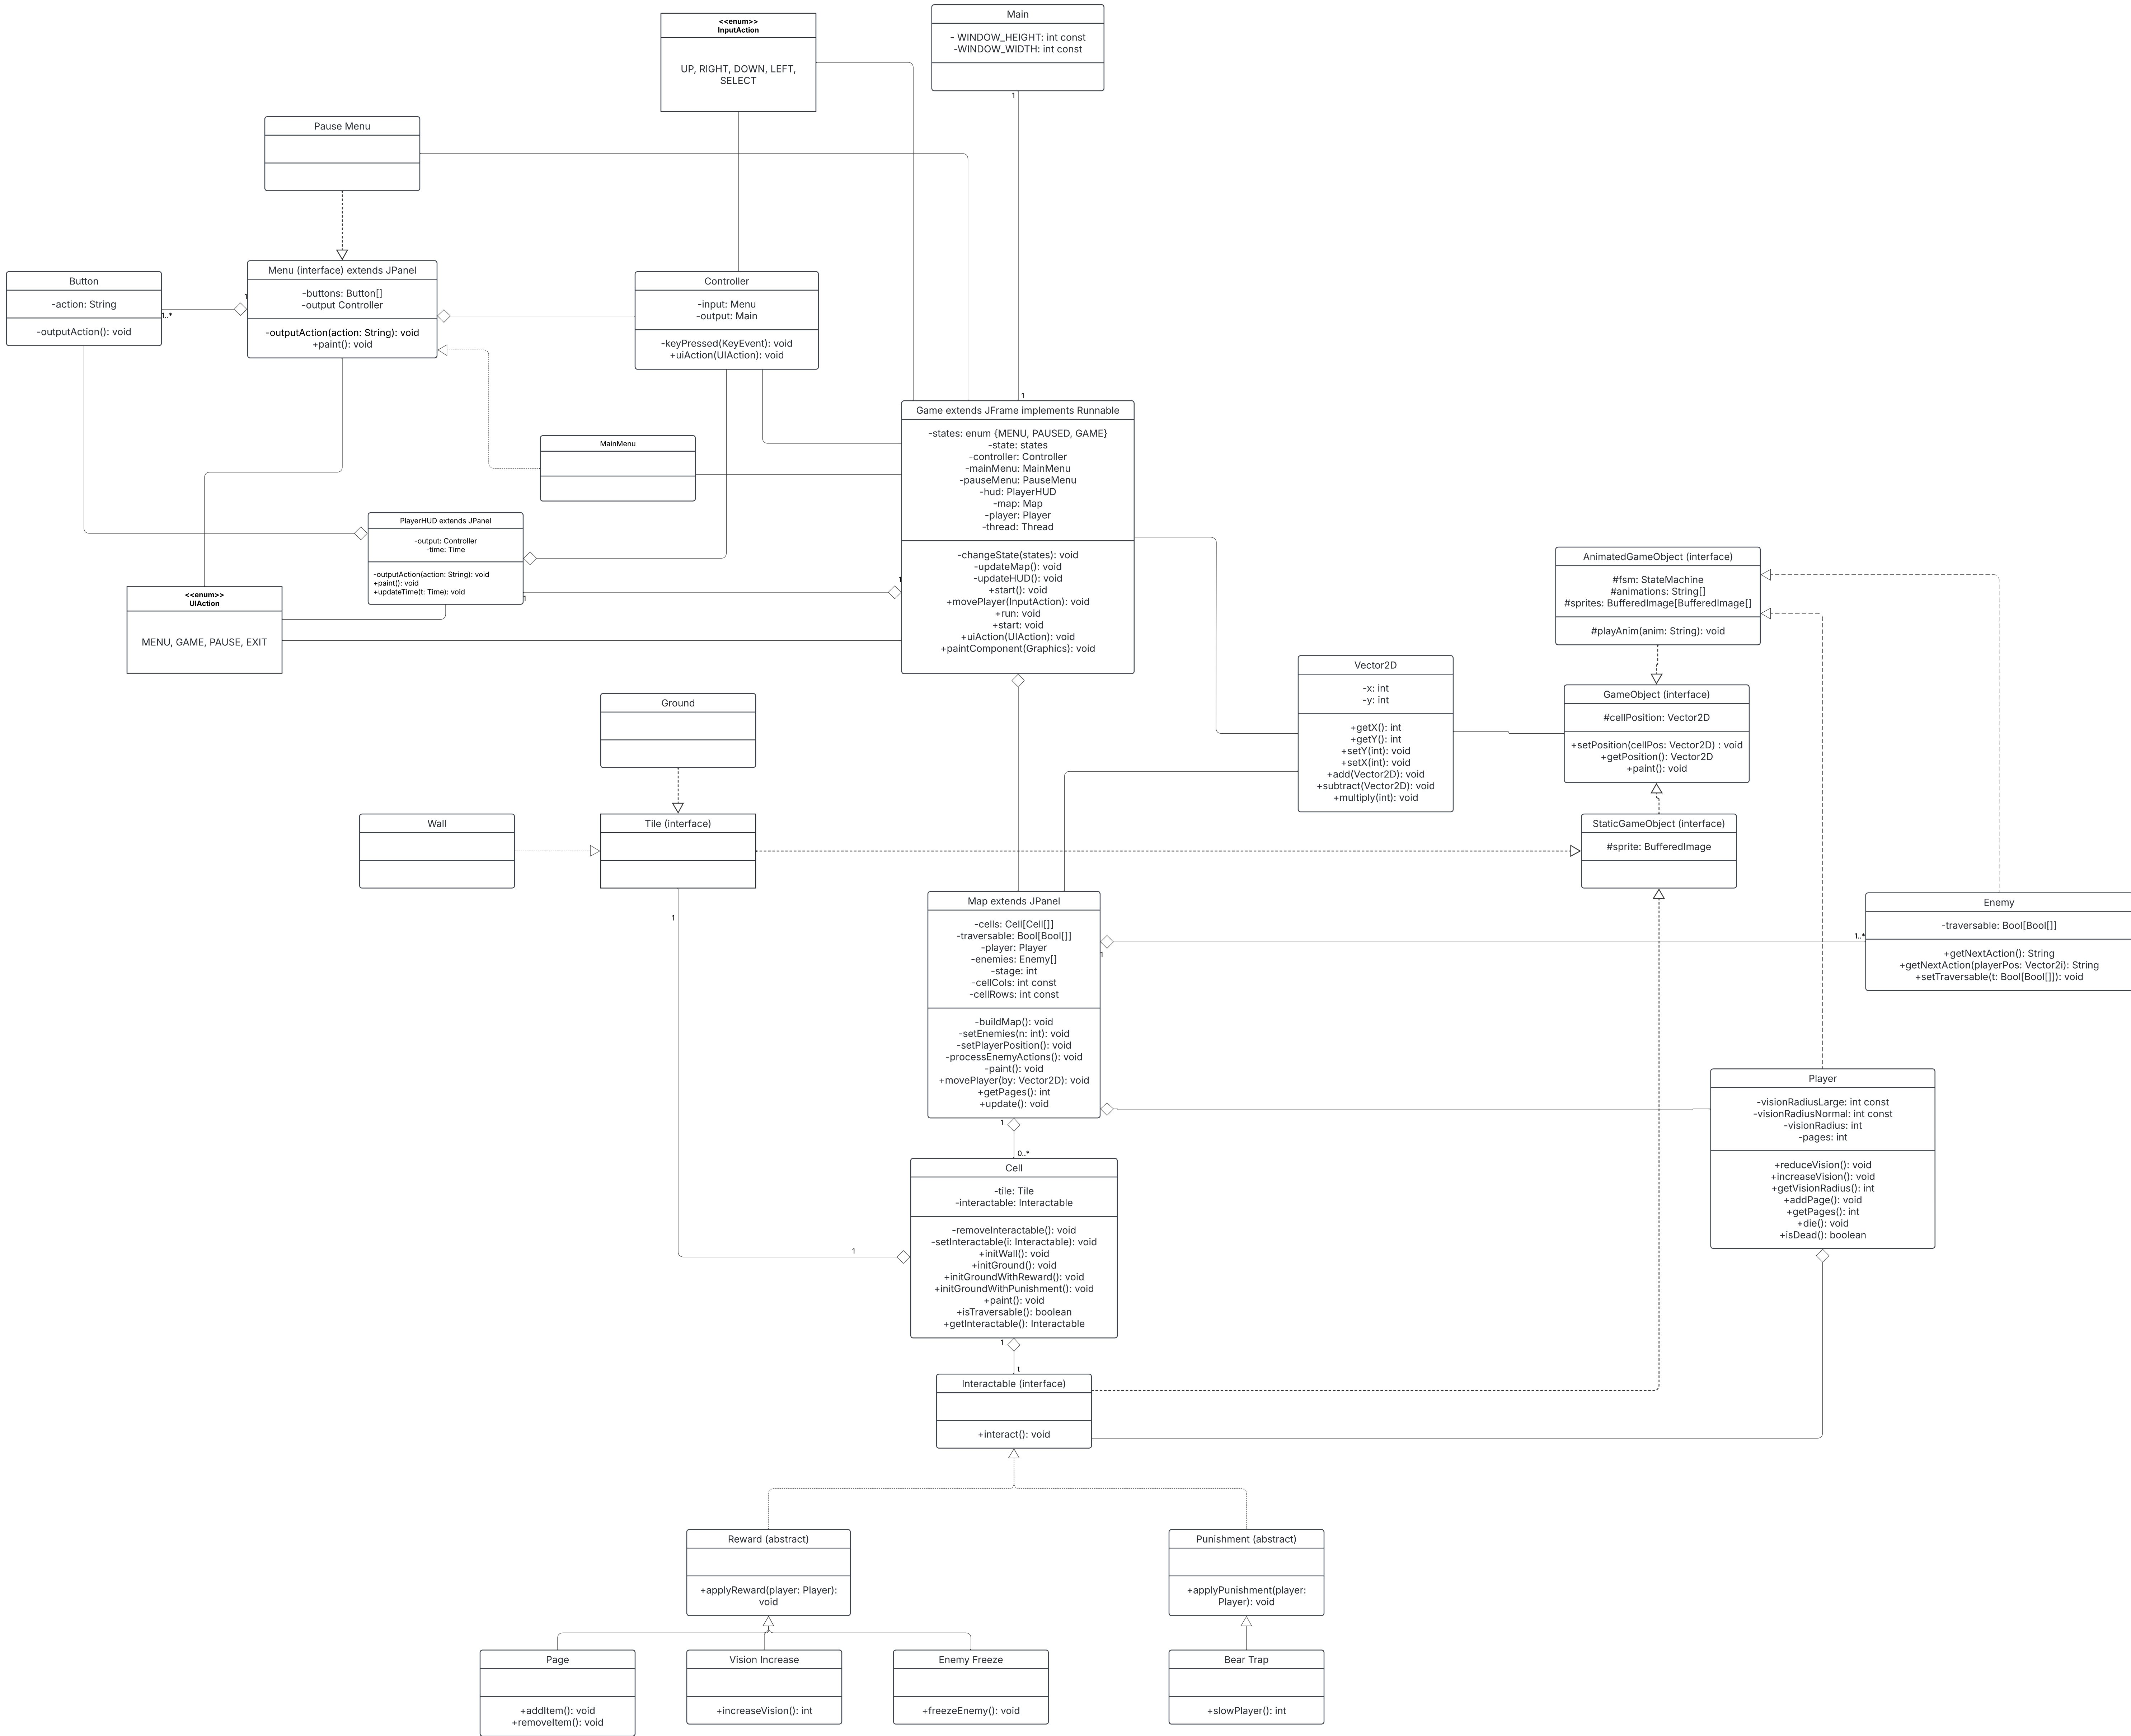 <<enum>>
InputAction
UP, RIGHT, DOWN, LEFT,
SELECT
Main
- WINDOW_HEIGHT: int const
-WINDOW_WIDTH: int const
1
Pause Menu
Button
-action: String
-outputAction(): void
1..*
1
Menu (interface) extends JPanel
-buttons: Button[]
-output Controller
-outputAction(action: String): void
+paint(): void
Controller
-input: Menu
-output: Main
-keyPressed(KeyEvent): void
+uiAction(UIAction): void
1
Game extends JFrame implements Runnable
-states: enum {MENU, PAUSED, GAME}
-state: states
-controller: Controller
-mainMenu: MainMenu
-pauseMenu: PauseMenu
-hud: PlayerHUD
-map: Map
-player: Player
-thread: Thread
-changeState(states): void
-updateMap(): void
-updateHUD(): void
+start(): void
+movePlayer(InputAction): void
+run: void
+start: void
+uiAction(UIAction): void
+paintComponent(Graphics): void
1
MainMenu
PlayerHUD extends JPanel
-output: Controller
-time: Time
-outputAction(action: String): void
+paint(): void
+updateTime(t: Time): void
1
<<enum>>
UIAction
MENU, GAME, PAUSE, EXIT
AnimatedGameObject (interface)
#fsm: StateMachine
#animations: String[]
#sprites: BufferedImage[BufferedImage[]
#playAnim(anim: String): void
Vector2D
-x: int
-y: int
+getX(): int
+getY(): int
+setY(int): void
+setX(int): void
+add(Vector2D): void
+subtract(Vector2D): void
+multiply(int): void
GameObject (interface)
#cellPosition: Vector2D
+setPosition(cellPos: Vector2D) : void
+getPosition(): Vector2D
+paint(): void
Ground
Wall
Tile (interface)
1
StaticGameObject (interface)
#sprite: BufferedImage
Map extends JPanel
-cells: Cell[Cell[]]
-traversable: Bool[Bool[]]
-player: Player
-enemies: Enemy[]
-stage: int
-cellCols: int const
-cellRows: int const
-buildMap(): void
-setEnemies(n: int): void
-setPlayerPosition(): void
-processEnemyActions(): void
-paint(): void
+movePlayer(by: Vector2D): void
+getPages(): int
+update(): void
1
1..*
Enemy
-traversable: Bool[Bool[]]
+getNextAction(): String
+getNextAction(playerPos: Vector2i): String
+setTraversable(t: Bool[Bool[]]): void
Player
-visionRadiusLarge: int const
-visionRadiusNormal: int const
-visionRadius: int
-pages: int
+reduceVision(): void
+increaseVision(): void
+getVisionRadius(): int
+addPage(): void
+getPages(): int
+die(): void
+isDead(): boolean
1
0..*
Cell
-tile: Tile
-interactable: Interactable
-removeInteractable(): void
-setInteractable(i: Interactable): void
+initWall(): void
+initGround(): void
+initGroundWithReward(): void
+initGroundWithPunishment(): void
+paint(): void
+isTraversable(): boolean
+getInteractable(): Interactable
1
1
1
Interactable (interface)
+interact(): void
Reward (abstract)
+applyReward(player: Player):
void
Punishment (abstract)
+applyPunishment(player:
Player): void
Page
+addItem(): void
+removeItem(): void
Vision Increase
+increaseVision(): int
Enemy Freeze
+freezeEnemy(): void
Bear Trap
+slowPlayer(): int